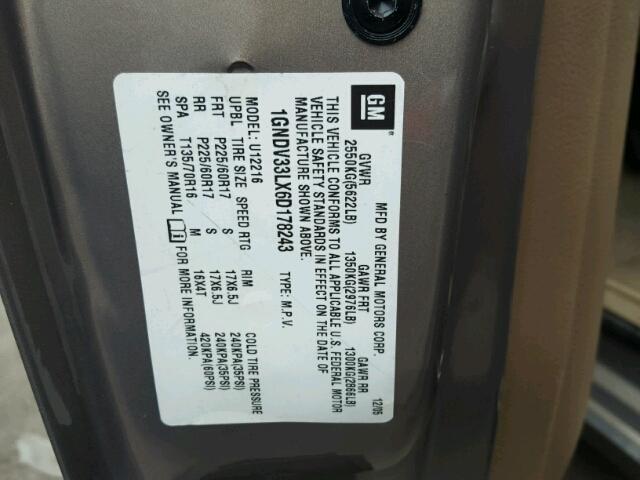 GM
MFD BY GENERAL MOTORS CORP. 12/05
GVWR GAWR FRT GAWR RR
2550KG(5622LB) 1350KG(2976LB) 1300KG(2866LB)
THIS VEHICLE CONFORMS TO ALL APPLICABLE U.S. FEDERAL MOTOR
VEHICLE SAFETY STANDARDS IN EFFECT ON THE DATE OF
MANUFACTURE SHOWN ABOVE.
1GNDV33LX6D178243 TYPE: M.P.V.
MODEL: U12216
UPBL TIRE SIZE SPEED RTG RIM COLD TIRE PRESSURE
FRT P225/60R17 S 17X6.5J 240KPA(35PSI)
RR P225/60R17 S 17X6.5J 240KPA(35PSI)
SPA T135/70R16 M 16X4T 420KPA(60PSI)
SEE OWNER'S MANUAL FOR MORE INFORMATION.